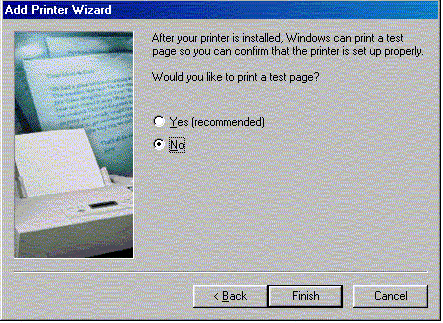 Add Printer Wizard
After your printer is installed, Windows can print a test
page so you can confirm that the printer is set up properly.
Would you like to print a test page?
Yes (recommended)
No
< Back
Finish
Cancel